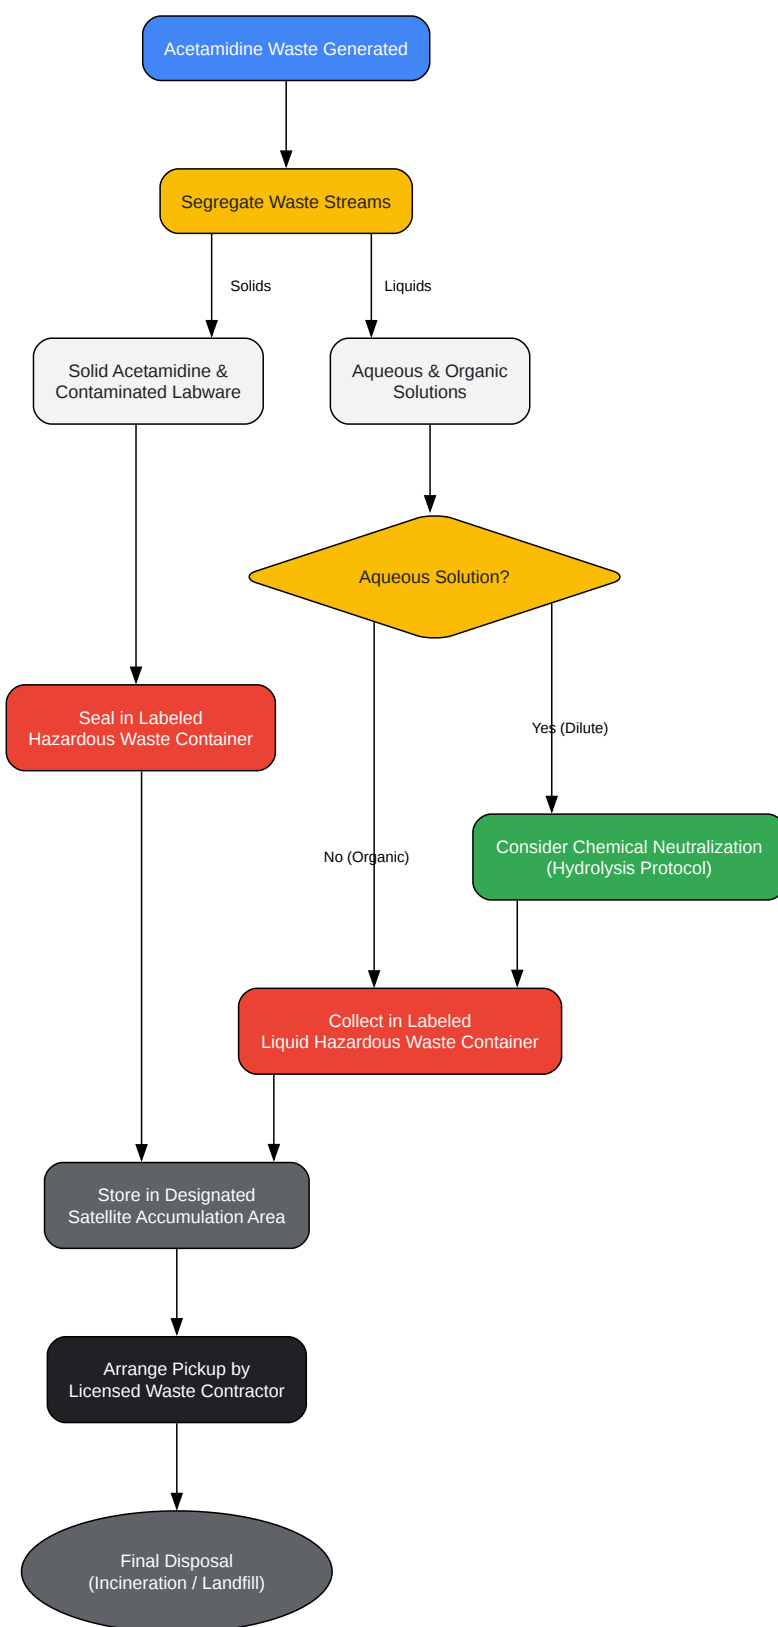 Acetamidine Waste Generated
Segregate Waste Streams
Solids
Liquids
Solid Acetamidine &
Contaminated Labware
Aqueous & Organic
Solutions
Aqueous Solution?
Seal in Labeled
Hazardous Waste Container
Yes (Dilute)
No (Organic)
Consider Chemical Neutralization
(Hydrolysis Protocol)
Collect in Labeled
Liquid Hazardous Waste Container
Store in Designated
Satellite Accumulation Area
Arrange Pickup by
Licensed Waste Contractor
Final Disposal
(Incineration / Landfill)